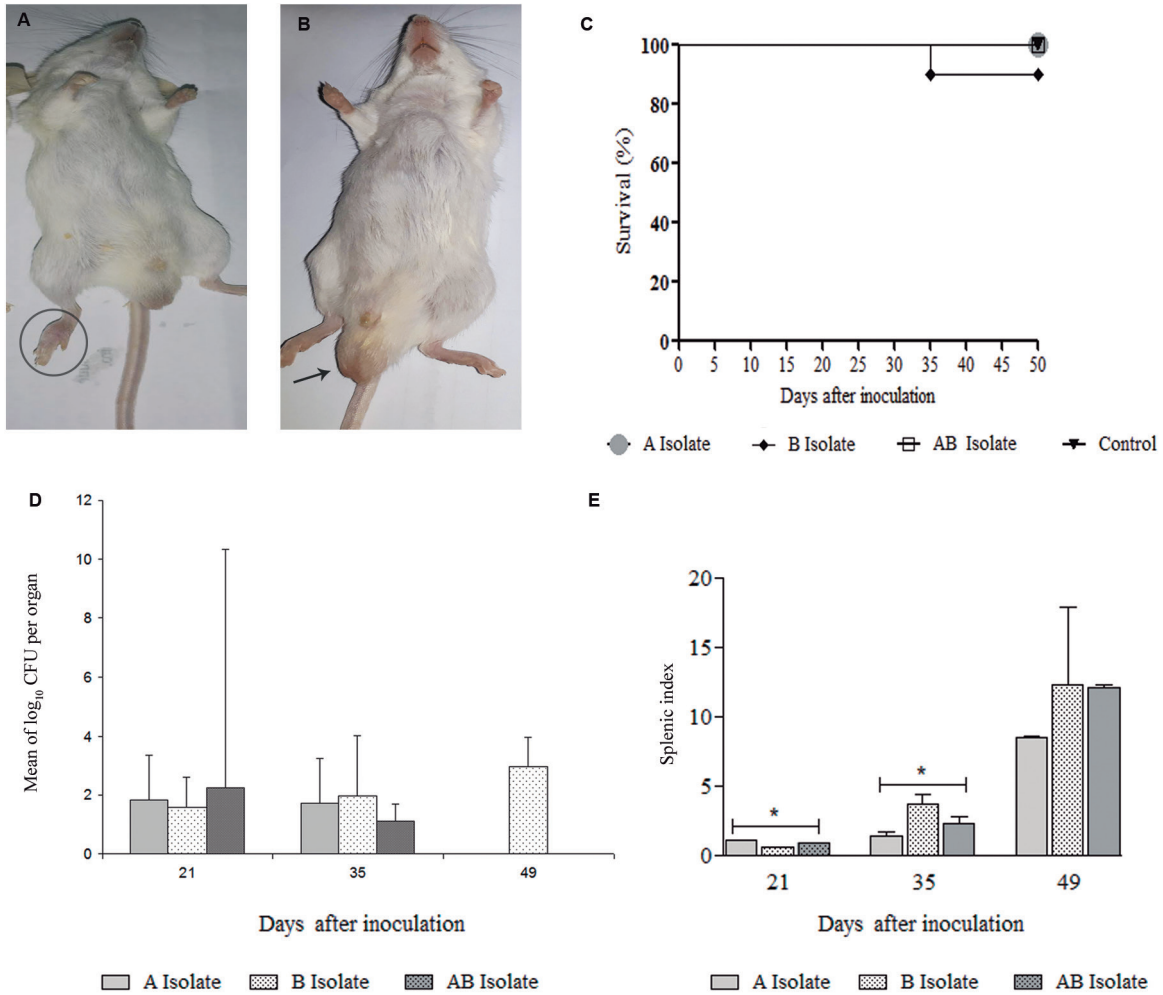 A
B
C
Survival (%)
100
80
60
40
20
0
0 5 10 15 20 25 30 35 40 45 50
Days after inoculation
A Isolate B Isolate AB Isolate Control
D
Mean of log10 CFU per organ
12
10
8
6
4
2
0
21 35 49
Days after inoculation
A Isolate B Isolate AB Isolate
E
Splenic index
20
15
10
5
0
*
*
21 35 49
Days after inoculation
A Isolate B Isolate AB Isolate